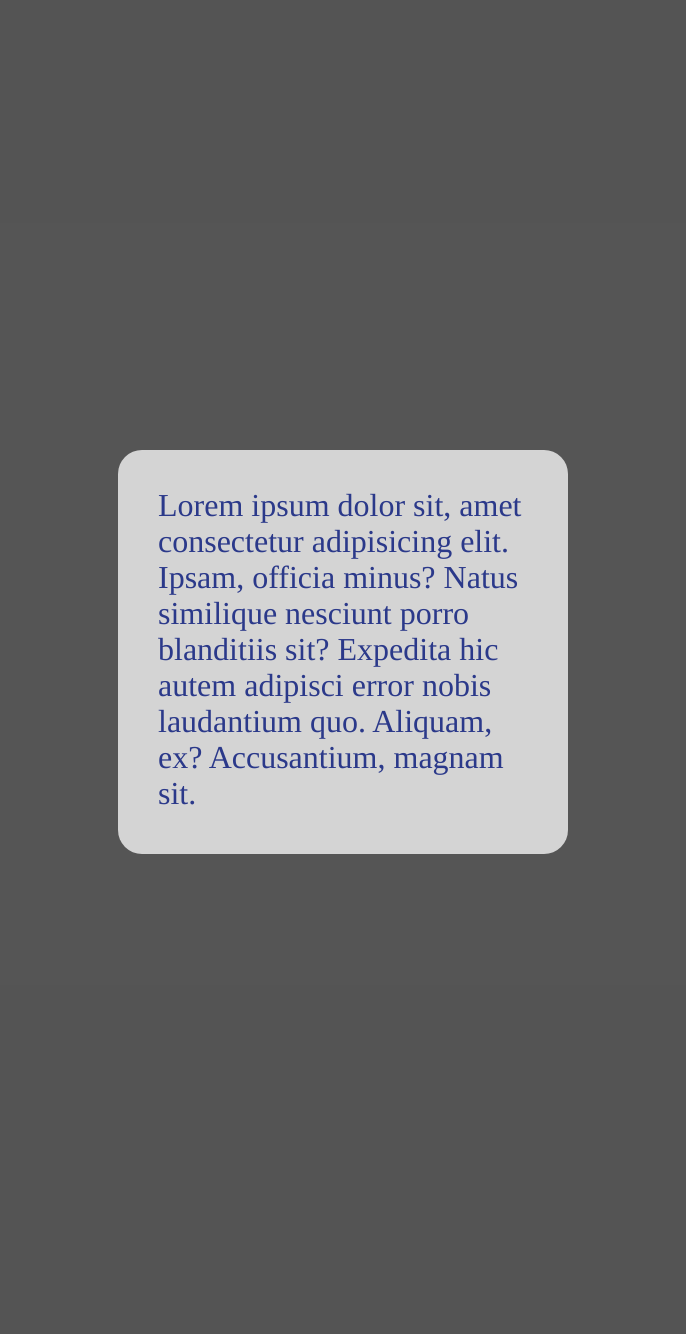 Lorem ipsum dolor sit, amet
consectetur adipisicing elit.
Ipsam, officia minus? Natus
similique nesciunt porro
blanditiis sit? Expedita hic
autem adipisci error nobis
laudantium quo. Aliquam,
ex? Accusantium, magnam
sit.